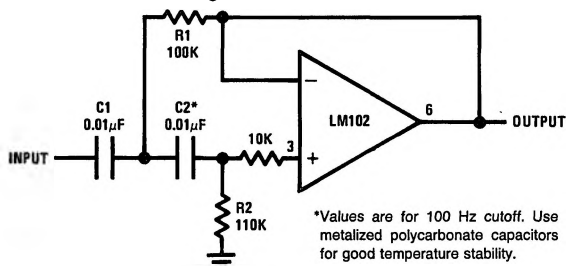 R1
100K
C1
0.01μF
C2*
0.01μF
10K
3
−
+
LM102
6
OUTPUT
INPUT
R2
110K
*Values are for 100 Hz cutoff. Use
metalized polycarbonate capacitors
for good temperature stability.